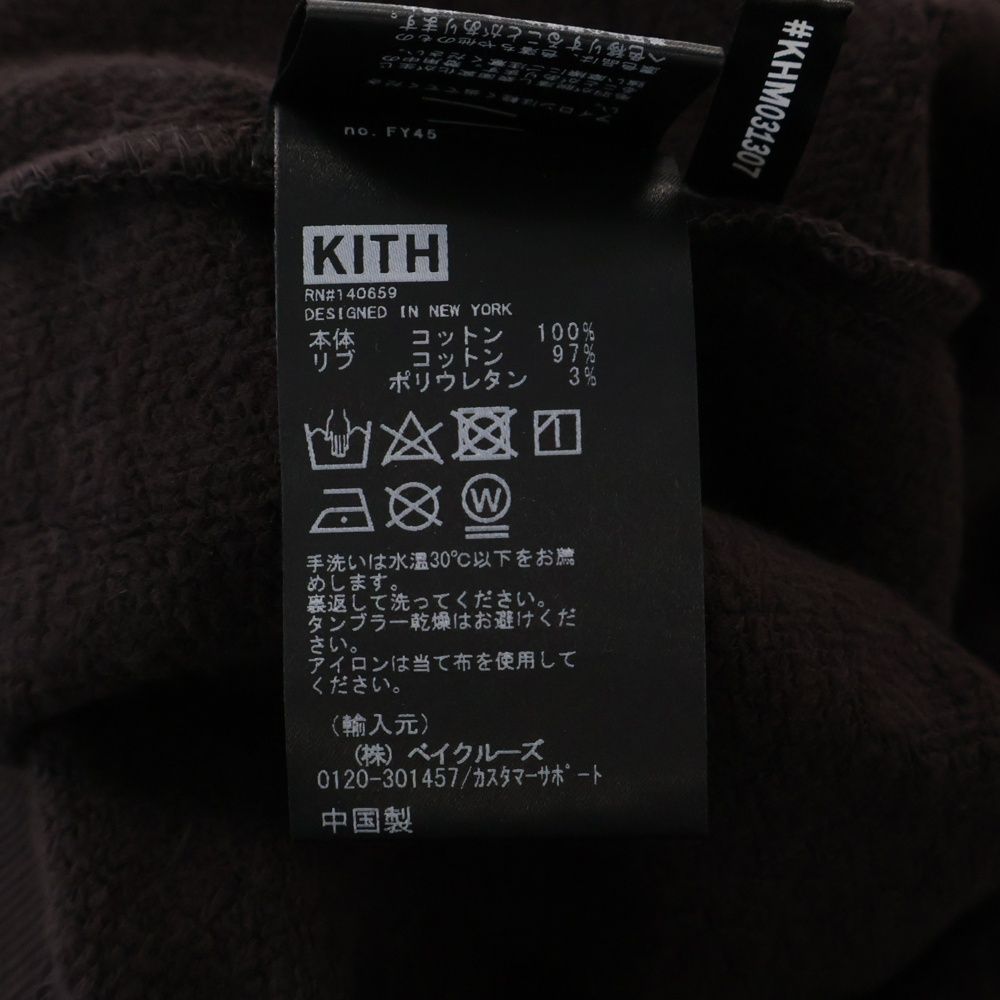 #KHM031307
no. FY45
KITH
RN#140659
DESIGNED IN NEW YORK
本体 コットン 100%
リブ コットン 97%
ポリウレタン 3%
1
W
手洗いは水温30℃以下をお薦
めします。
裏返して洗ってください。
タンブラー乾燥はお避けくだ
さい。
アイロンは当て布を使用して
ください。
(輸入元)
(株) ベイクルーズ
0120-301457/カスタマーサポート
中国製